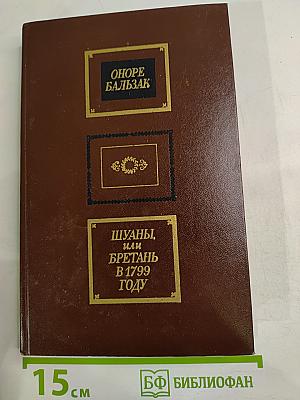 ОНОРЕ
БАЛЬЗАК
ШУАНЫ,
или
БРЕТАНЬ
В 1799
ГОДУ
15 см
БФ БИБЛИОФАН